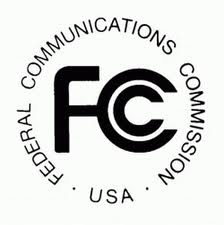 FEDERAL COMMUNICATIONS COMMISSION
· USA ·
FCC